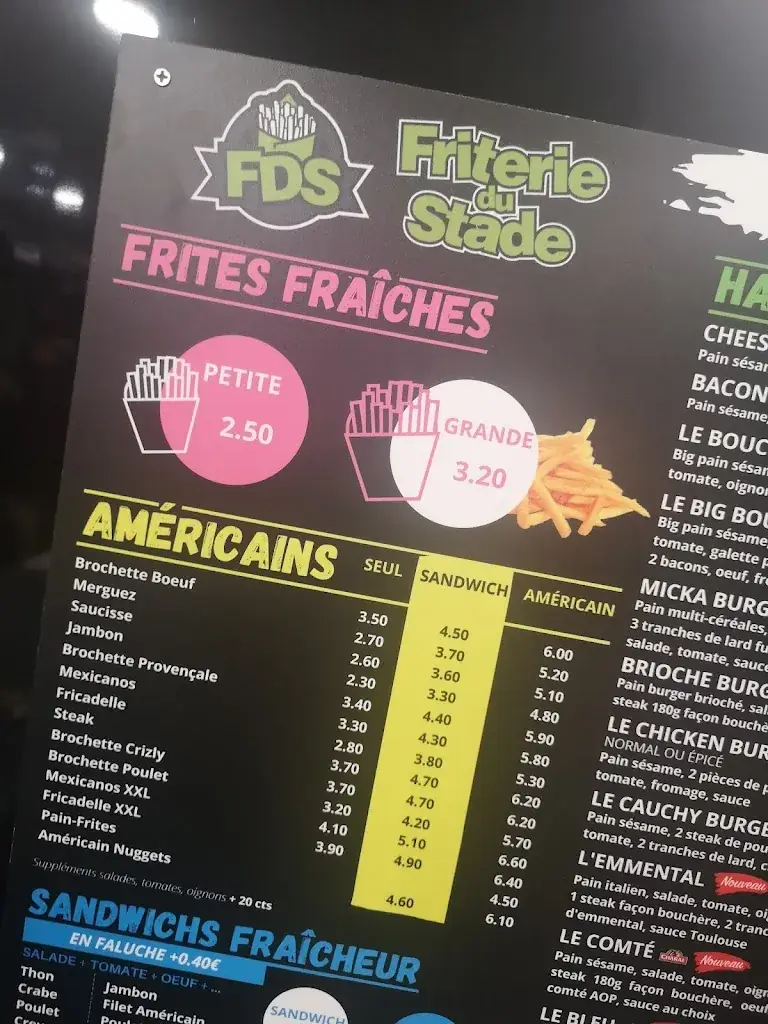 FDS
Friterie
du
Stade
FRITES FRAÎCHES
PETITE
2.50
GRANDE
3.20
AMÉRICAINS SEUL SANDWICH AMÉRICAIN
Brochette Boeuf 3.50 4.50 6.00
Merguez 2.70 3.70 5.20
Saucisse 2.60 3.60 5.10
Jambon 2.30 3.30 4.80
Brochette Provençale 3.40 4.40 5.90
Mexicanos 3.30 4.30 5.80
Fricadelle 2.80 3.80 5.30
Steak 3.70 4.70 6.20
Brochette Crizly 3.70 4.70 6.20
Brochette Poulet 3.20 4.20 5.70
Mexicanos XXL 4.10 5.10 6.60
Fricadelle XXL 3.90 4.90 6.40
Pain-Frites 4.50
Américain Nuggets 4.60 6.10
Suppléments salades, tomates, oignons + 20 cts
SANDWICHS FRAÎCHEUR
EN FALUCHE +0.40€
SALADE + TOMATE + OEUF + ...
Thon
Crabe
Poulet
Jambon
Filet Américain
SANDWICH
HA
CHEES
Pain sésar
BACON
Pain sésame,
LE BOUC
Big pain sésam
tomate, oignon
LE BIG BOU
Big pain sésame,
tomate, galette p
2 bacons, oeuf, fr
MICKA BURG
Pain multi-céréales,
3 tranches de lard fu
salade, tomate, sauce
BRIOCHE BURG
Pain burger brioché, sal
steak 180g façon bouchè
LE CHICKEN BUR
NORMAL OU ÉPICÉ
Pain sésame, 2 pièces de p
tomate, fromage, sauce
LE CAUCHY BURGE
Pain sésame, 2 steak de pou
tomate, 2 tranches de lard, c
L'EMMENTAL Nouveau
Pain italien, salade, tomate, oi
1 steak façon bouchère, 2 tranc
d'emmental, sauce Toulouse
LE COMTÉ CHARAL Nouveau
Pain sésame, salade, tomate, oign
steak 180g façon bouchère, oeuf
comté AOP, sauce au choix
LE BLEU